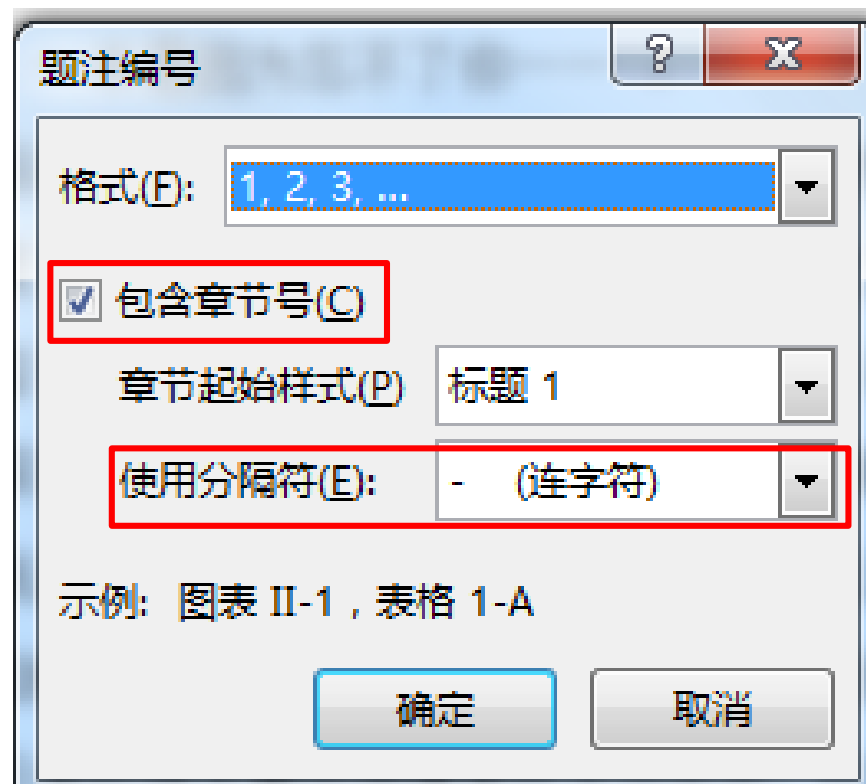 题注编号
格式(F): 1, 2, 3, ...
包含章节号(C)
章节起始样式(P) 标题 1
使用分隔符(E): - (连字符)
示例: 图表 II-1，表格 1-A
确定 取消